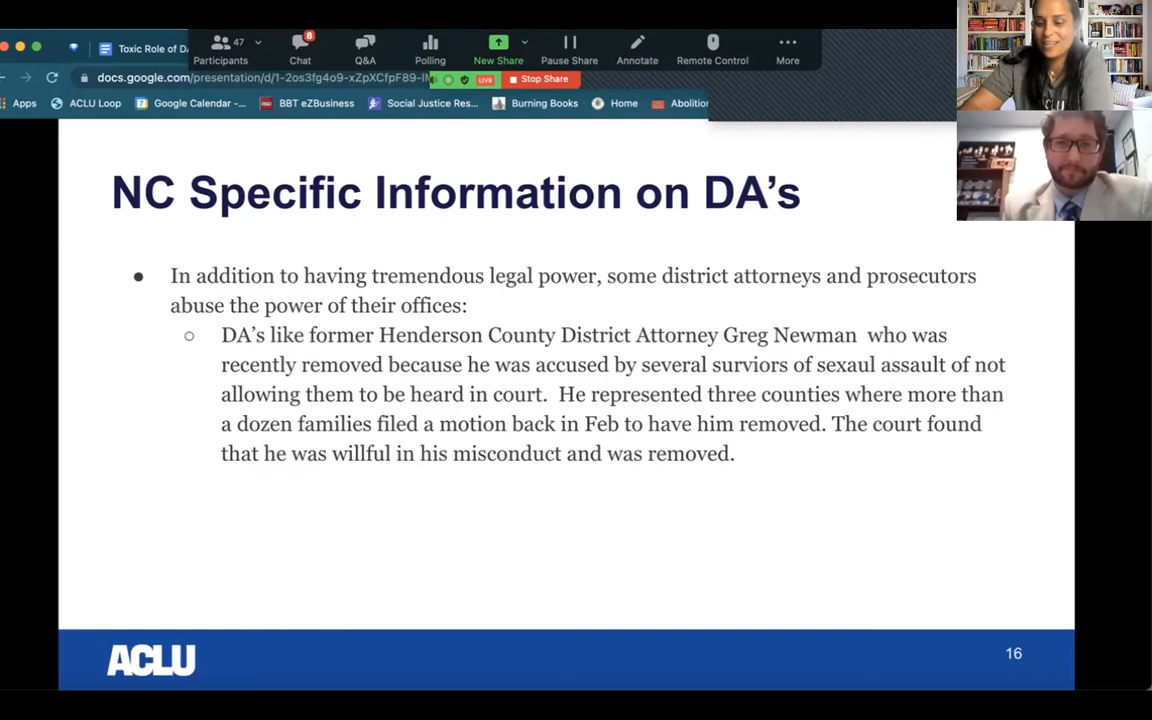 Toxic Role of DA
47
8
Participants
Chat
Q&A
Polling
New Share
Pause Share
Annotate
Remote Control
More
docs.google.com/presentation/d/1-2os3fg4o9-xZpXCfpF89-
LIVE
Stop Share
Apps
ACLU Loop
Google Calendar -...
BBT eZBusiness
Social Justice Res...
Burning Books
Home
Abolition
NC Specific Information on DA's
● In addition to having tremendous legal power, some district attorneys and prosecutors
abuse the power of their offices:
○ DA's like former Henderson County District Attorney Greg Newman who was
recently removed because he was accused by several surviors of sexaul assault of not
allowing them to be heard in court. He represented three counties where more than
a dozen families filed a motion back in Feb to have him removed. The court found
that he was willful in his misconduct and was removed.
ACLU
16